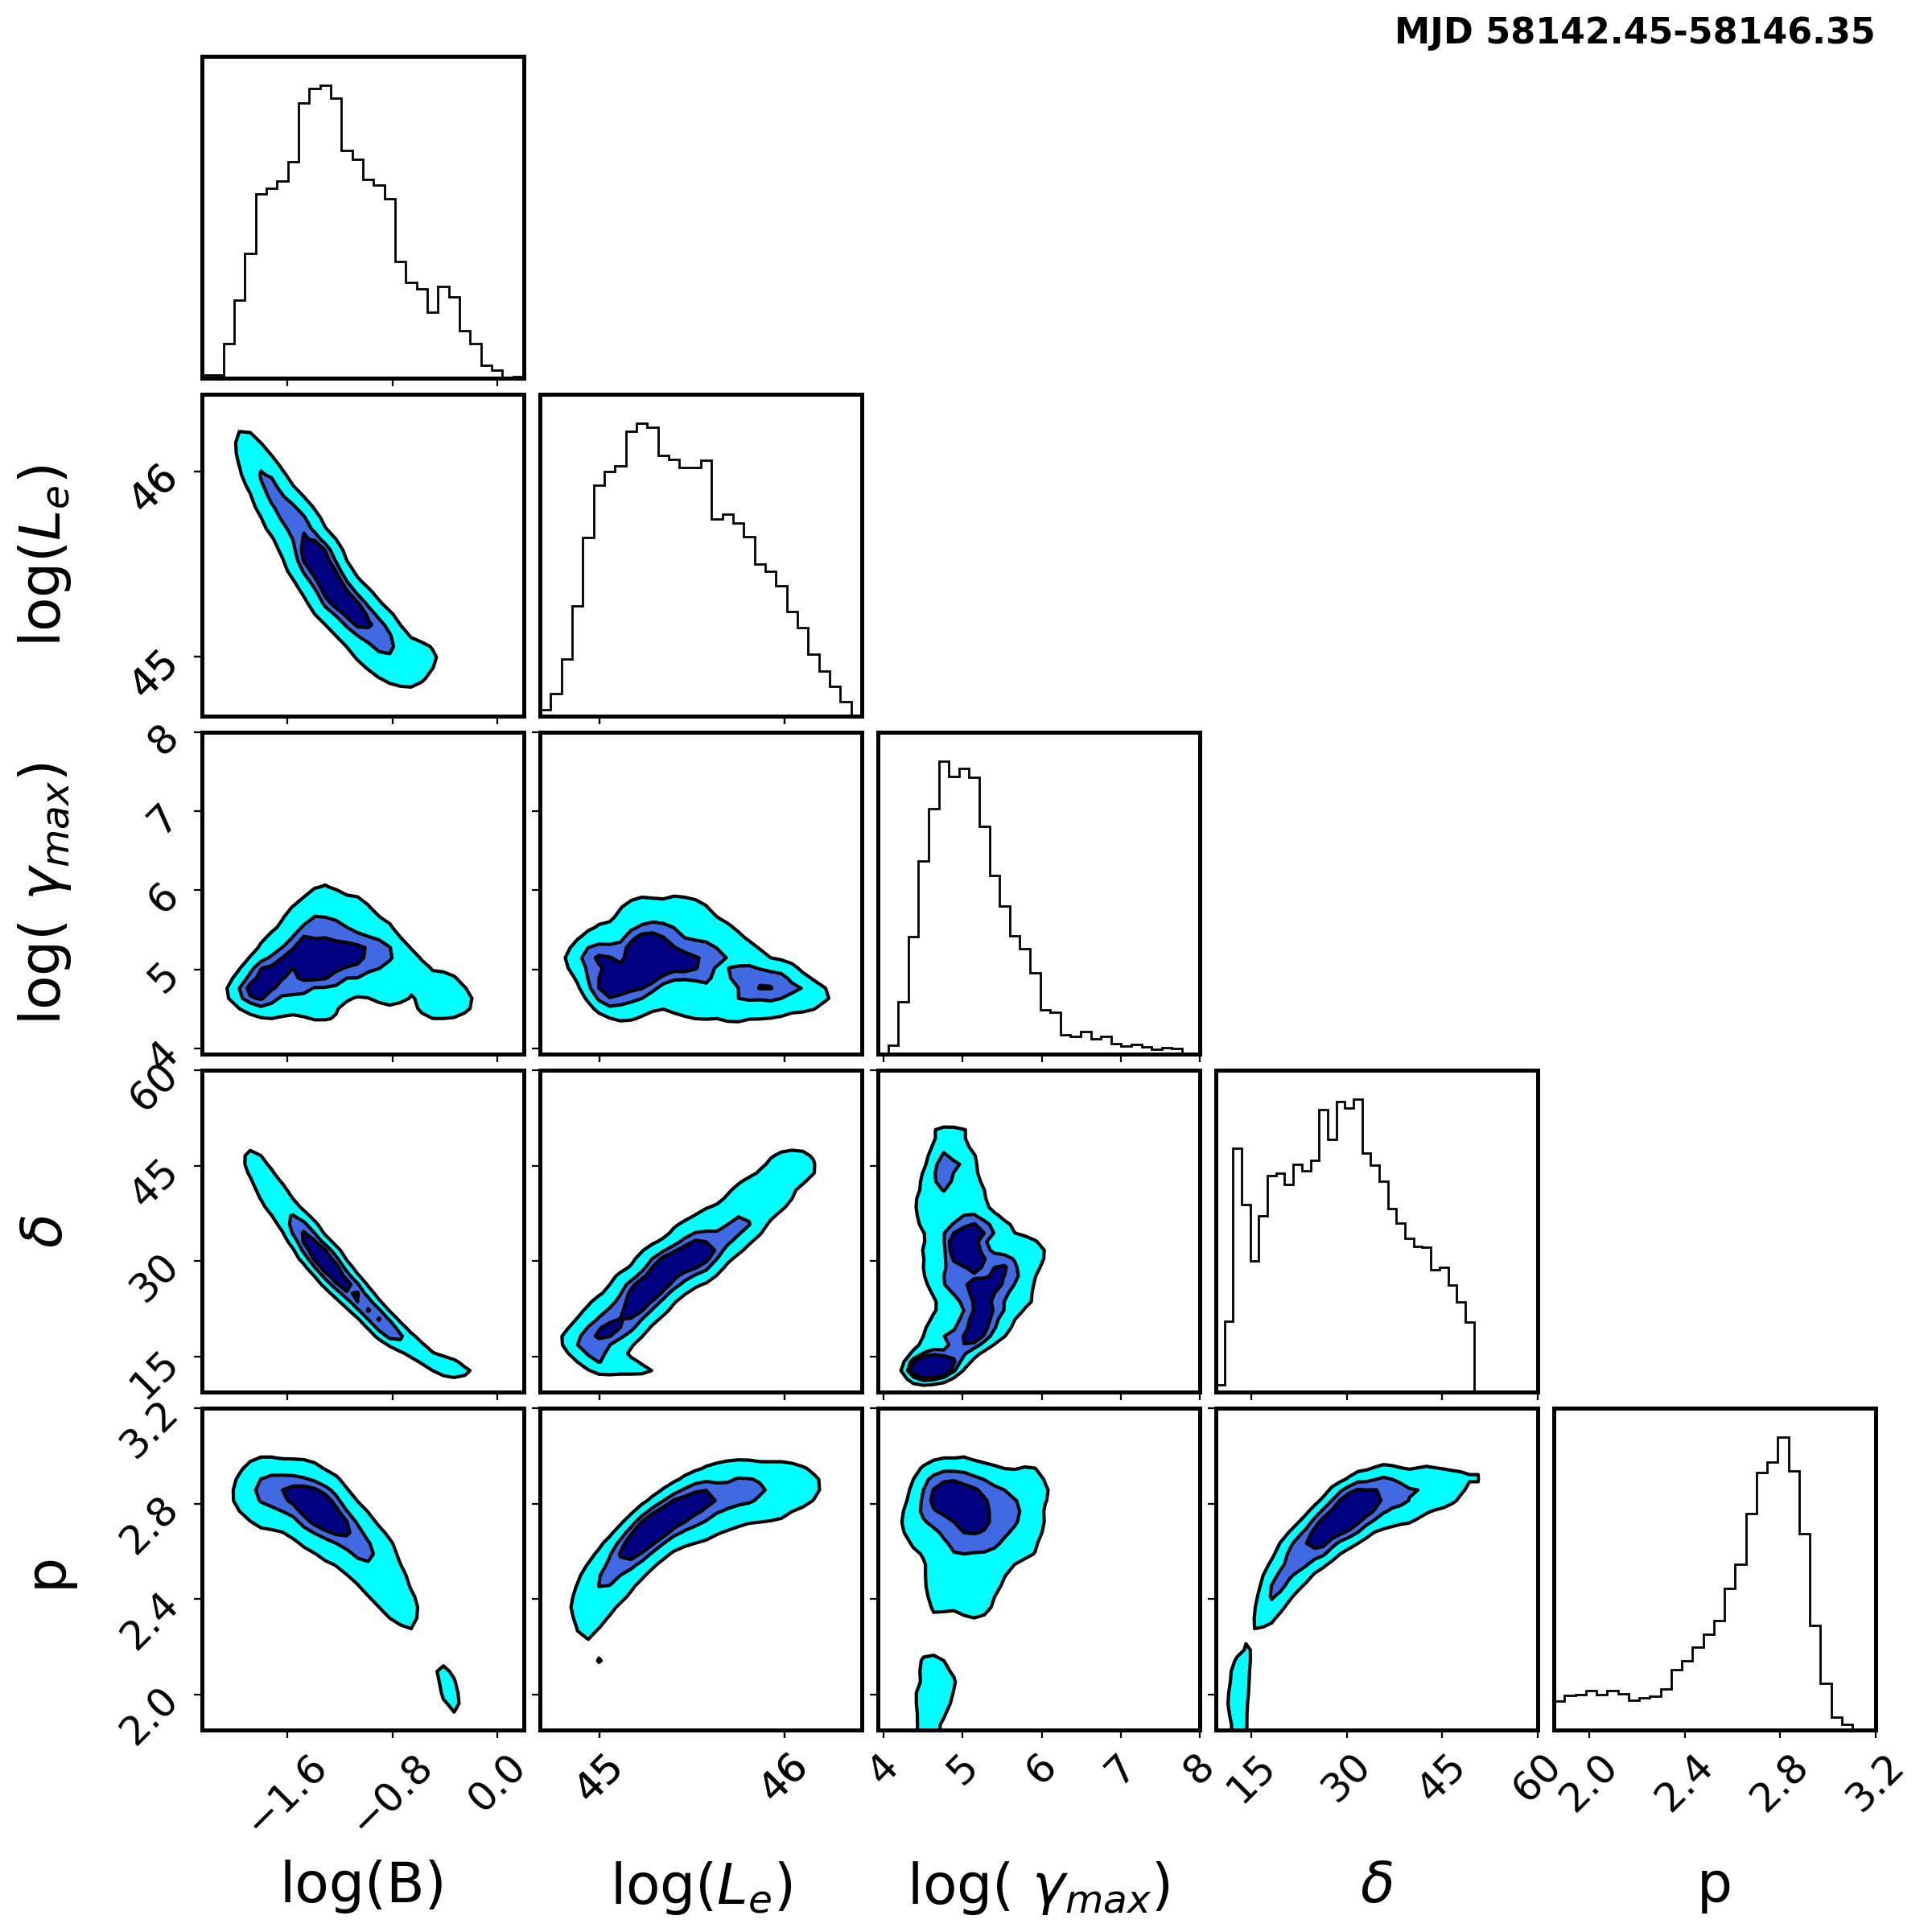 MJD 58142.45-58146.35
log(L_e)
46
45
log( γ_max)
8
7
6
5
4
δ
60
45
30
15
p
3.2
2.8
2.4
2.0
−1.6 −0.8 0.0 45 46 4 5 6 7 8 15 30 45 60 2.0 2.4 2.8 3.2
log(B) log(L_e) log( γ_max) δ p